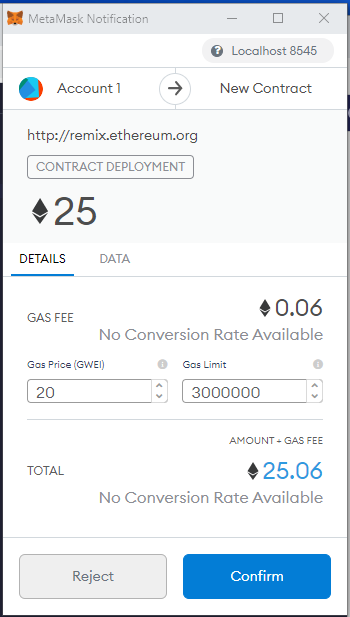 MetaMask Notification
Localhost 8545
Account 1 New Contract
http://remix.ethereum.org
CONTRACT DEPLOYMENT
25
DETAILS DATA
GAS FEE 0.06
No Conversion Rate Available
Gas Price (GWEI) Gas Limit
20 3000000
AMOUNT + GAS FEE
TOTAL 25.06
No Conversion Rate Available
Reject Confirm